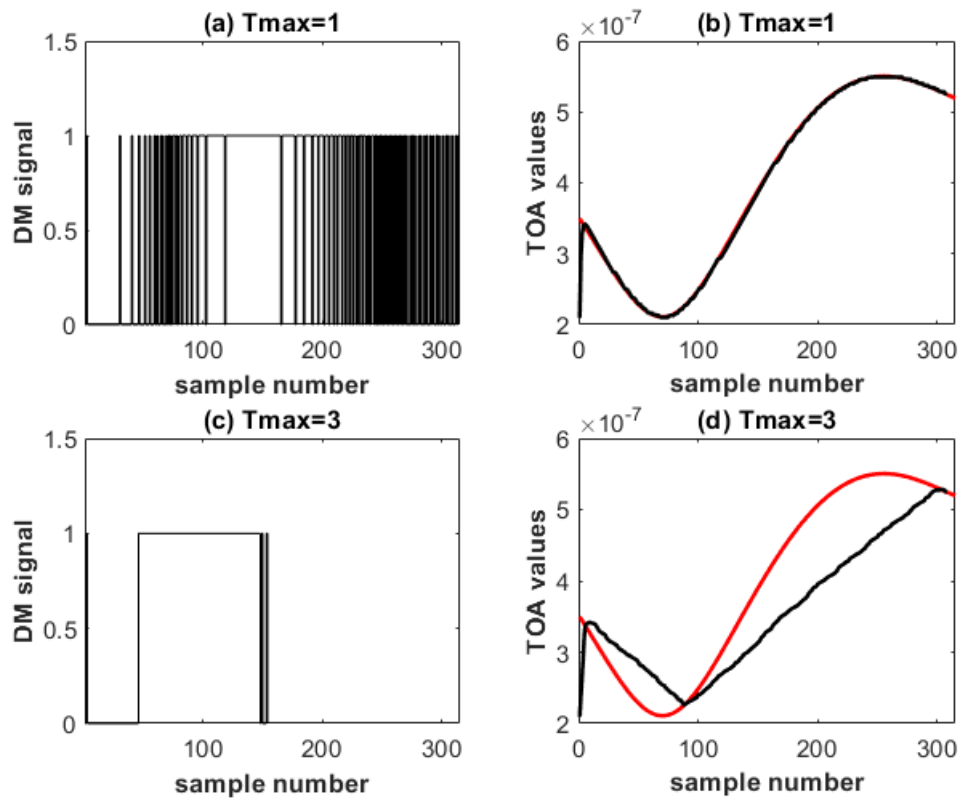 (a) Tmax=1
1.5
1
0.5
0
100 200 300
sample number
DM signal
(b) Tmax=1
×10⁻⁷
6
5
4
3
2
0 100 200 300
sample number
TOA values
(c) Tmax=3
1.5
1
0.5
0
100 200 300
sample number
DM signal
(d) Tmax=3
×10⁻⁷
6
5
4
3
2
0 100 200 300
sample number
TOA values